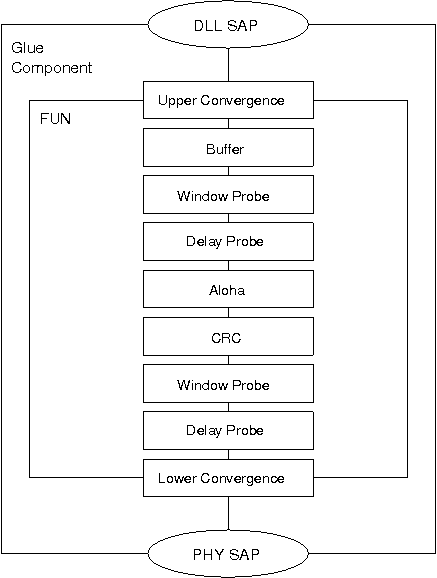 DLL SAP
Glue
Component
Upper Convergence
FUN
Buffer
Window Probe
Delay Probe
Aloha
CRC
Window Probe
Delay Probe
Lower Convergence
PHY SAP